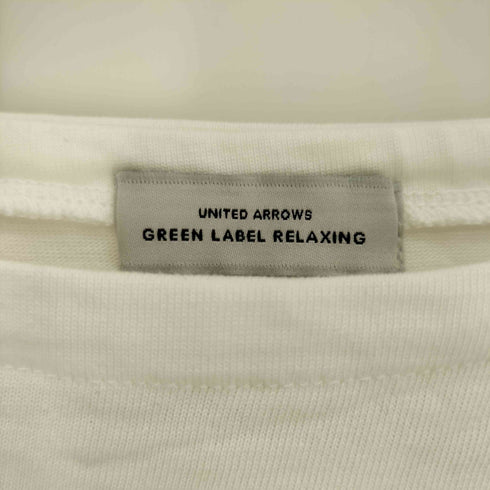 UNITED ARROWS
GREEN LABEL RELAXING